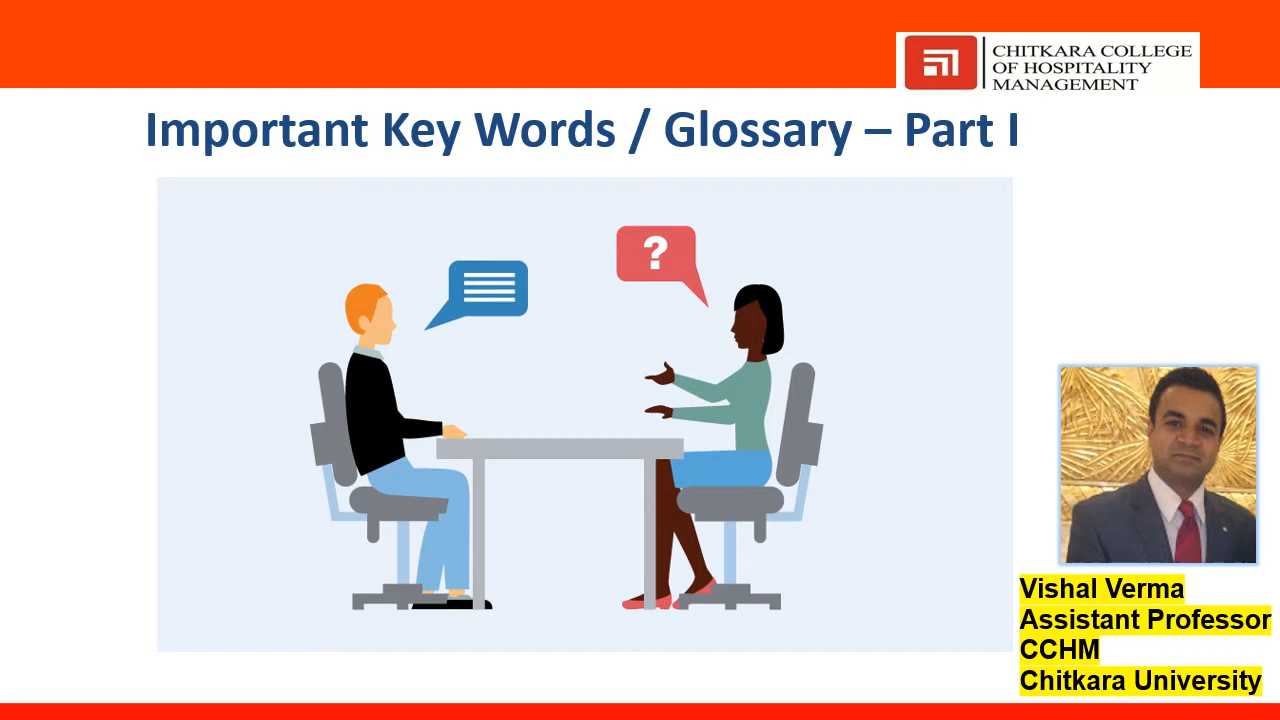 CHITKARA COLLEGE
OF HOSPITALITY
MANAGEMENT
Important Key Words / Glossary – Part I
?
Vishal Verma
Assistant Professor
CCHM
Chitkara University